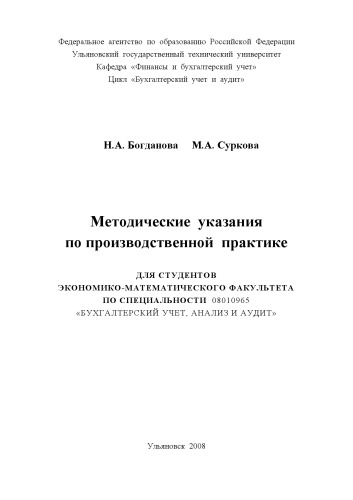 Федеральное агентство по образованию Российской Федерации
Ульяновский государственный технический университет
Кафедра «Финансы и бухгалтерский учет»
Цикл «Бухгалтерский учет и аудит»
Н.А. Богданова М.А. Суркова
Методические указания
по производственной практике
ДЛЯ СТУДЕНТОВ
ЭКОНОМИКО-МАТЕМАТИЧЕСКОГО ФАКУЛЬТЕТА
ПО СПЕЦИАЛЬНОСТИ 08010965
«БУХГАЛТЕРСКИЙ УЧЕТ, АНАЛИЗ И АУДИТ»
Ульяновск 2008